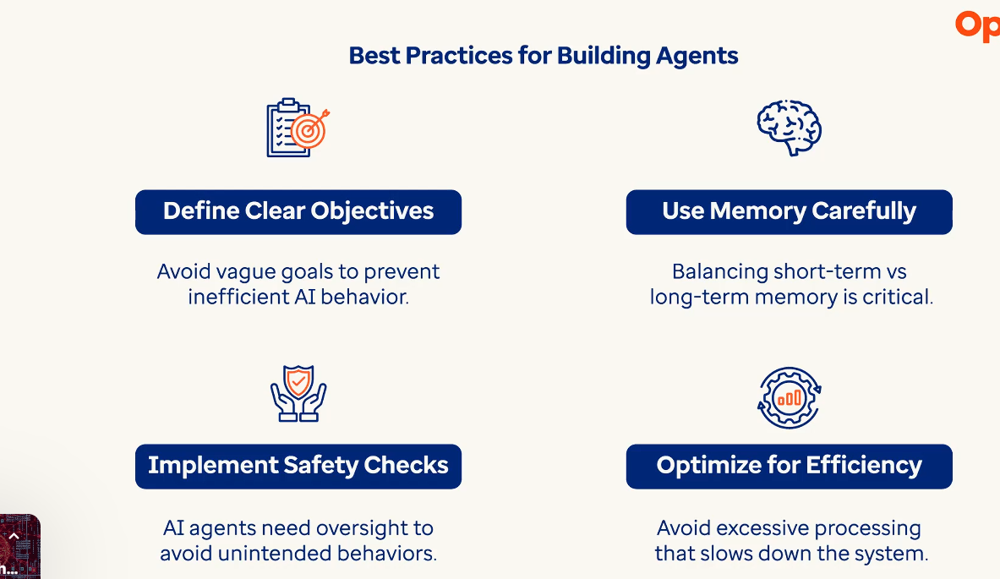 Op
Best Practices for Building Agents
Define Clear Objectives
Avoid vague goals to prevent
inefficient AI behavior.
Use Memory Carefully
Balancing short-term vs
long-term memory is critical.
Implement Safety Checks
AI agents need oversight to
avoid unintended behaviors.
Optimize for Efficiency
Avoid excessive processing
that slows down the system.